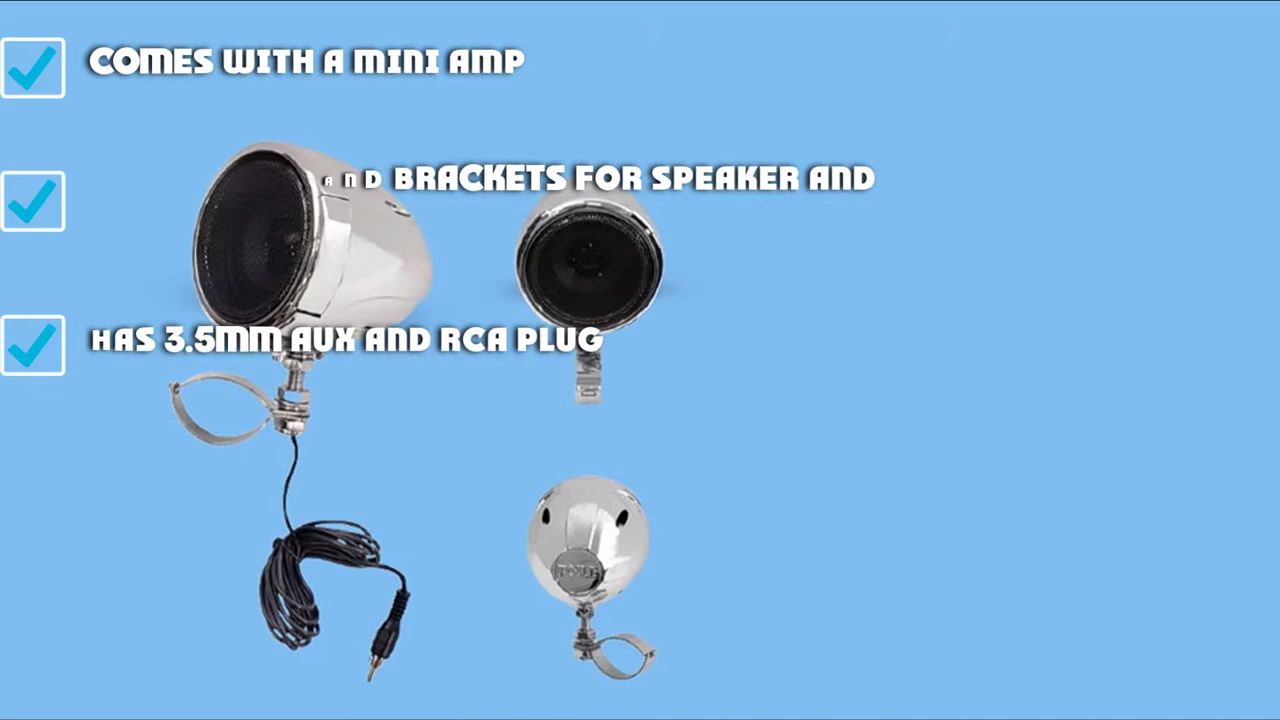 COMES WITH A MINI AMP
AND BRACKETS FOR SPEAKER AND
HAS 3.5MM AUX AND RCA PLUG